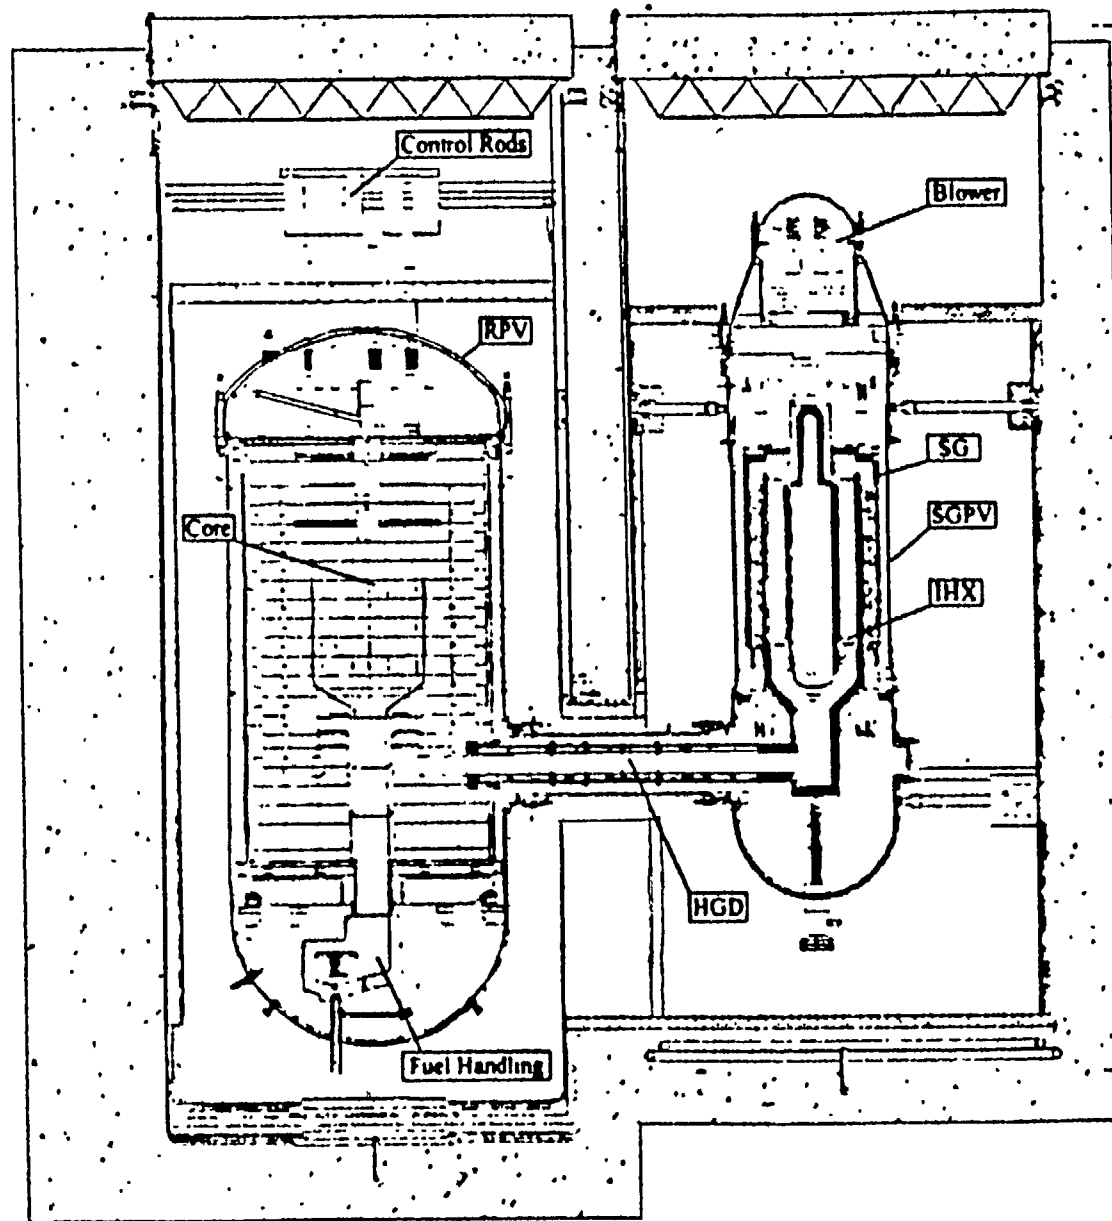 Control Rods
Blower
RPV
SG
Core
SGPV
IHX
HGD
Fuel Handling